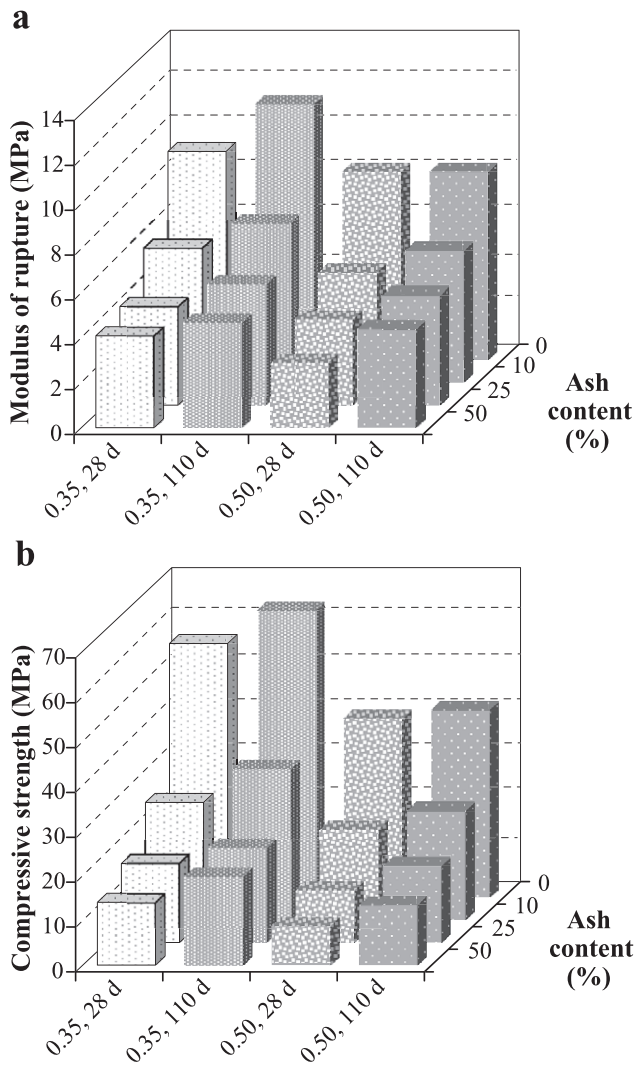 a
Modulus of rupture (MPa)
14
12
10
8
6
4
2
0
0
10
25
50
Ash
content
(%)
0.35, 28 d
0.35, 110 d
0.50, 28 d
0.50, 110 d
b
Compressive strength (MPa)
70
60
50
40
30
20
10
0
0
10
25
50
Ash
content
(%)
0.35, 28 d
0.35, 110 d
0.50, 28 d
0.50, 110 d